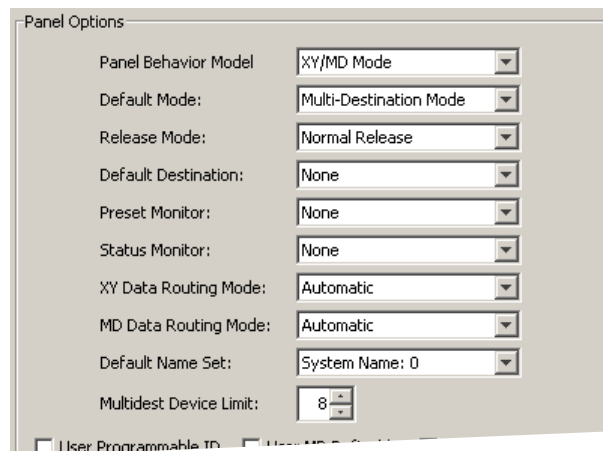 Panel Options
Panel Behavior Model XY/MD Mode
Default Mode: Multi-Destination Mode
Release Mode: Normal Release
Default Destination: None
Preset Monitor: None
Status Monitor: None
XY Data Routing Mode: Automatic
MD Data Routing Mode: Automatic
Default Name Set: System Name: 0
Multidest Device Limit: 8
User Programmable ID User MD